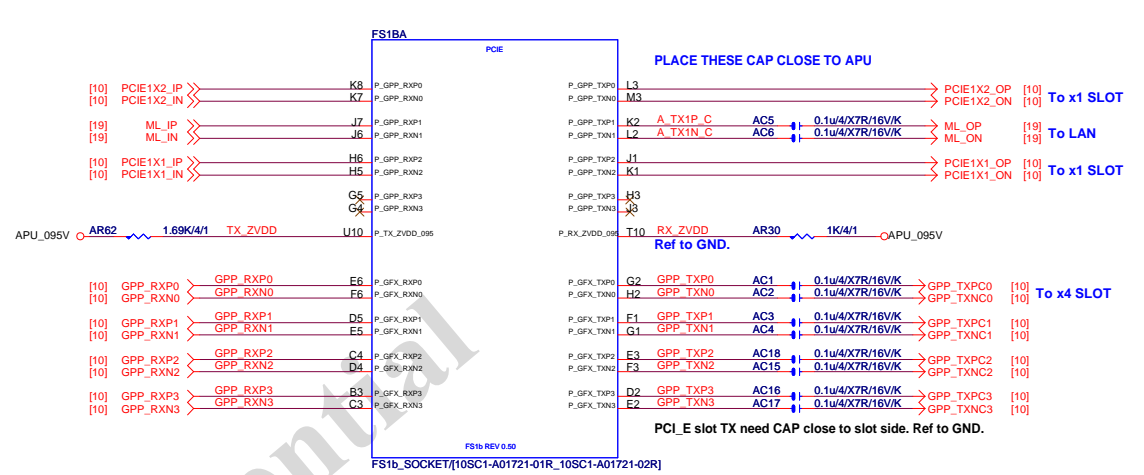 FS1BA
PCIE
PLACE THESE CAP CLOSE TO APU
[10] PCIE1X2_IP K8 P_GPP_RXP0 P_GPP_TXP0 L3 PCIE1X2_OP [10]
[10] PCIE1X2_IN K7 P_GPP_RXN0 P_GPP_TXN0 M3 PCIE1X2_ON [10]
To x1 SLOT
[19] ML_IP J7 P_GPP_RXP1 P_GPP_TXP1 K2 A_TX1P_C AC5 0.1u/4/X7R/16V/K ML_OP [19]
[19] ML_IN J6 P_GPP_RXN1 P_GPP_TXN1 L2 A_TX1N_C AC6 0.1u/4/X7R/16V/K ML_ON [19]
To LAN
[10] PCIE1X1_IP H6 P_GPP_RXP2 P_GPP_TXP2 J1 PCIE1X1_OP [10]
[10] PCIE1X1_IN H5 P_GPP_RXN2 P_GPP_TXN2 K1 PCIE1X1_ON [10]
To x1 SLOT
G5 P_GPP_RXP3 P_GPP_TXP3 H3
G4 P_GPP_RXN3 P_GPP_TXN3 J3
APU_095V AR62 1.69K/4/1 TX_ZVDD U10 P_TX_ZVDD_095 P_RX_ZVDD_095 T10 RX_ZVDD AR30 1K/4/1 APU_095V
Ref to GND.
[10] GPP_RXP0 GPP_RXP0 E6 P_GFX_RXP0 P_GFX_TXP0 G2 GPP_TXP0 AC1 0.1u/4/X7R/16V/K GPP_TXPC0 [10]
[10] GPP_RXN0 GPP_RXN0 F6 P_GFX_RXN0 P_GFX_TXN0 H2 GPP_TXN0 AC2 0.1u/4/X7R/16V/K GPP_TXNC0 [10]
To x4 SLOT
[10] GPP_RXP1 GPP_RXP1 D5 P_GFX_RXP1 P_GFX_TXP1 F1 GPP_TXP1 AC3 0.1u/4/X7R/16V/K GPP_TXPC1 [10]
[10] GPP_RXN1 GPP_RXN1 E5 P_GFX_RXN1 P_GFX_TXN1 G1 GPP_TXN1 AC4 0.1u/4/X7R/16V/K GPP_TXNC1 [10]
[10] GPP_RXP2 GPP_RXP2 C4 P_GFX_RXP2 P_GFX_TXP2 E3 GPP_TXP2 AC18 0.1u/4/X7R/16V/K GPP_TXPC2 [10]
[10] GPP_RXN2 GPP_RXN2 D4 P_GFX_RXN2 P_GFX_TXN2 F3 GPP_TXN2 AC15 0.1u/4/X7R/16V/K GPP_TXNC2 [10]
[10] GPP_RXP3 GPP_RXP3 B3 P_GFX_RXP3 P_GFX_TXP3 D2 GPP_TXP3 AC16 0.1u/4/X7R/16V/K GPP_TXPC3 [10]
[10] GPP_RXN3 GPP_RXN3 C3 P_GFX_RXN3 P_GFX_TXN3 E2 GPP_TXN3 AC17 0.1u/4/X7R/16V/K GPP_TXNC3 [10]
PCI_E slot TX need CAP close to slot side. Ref to GND.
FS1b REV 0.50
FS1b_SOCKET/[10SC1-A01721-01R_10SC1-A01721-02R]
ential